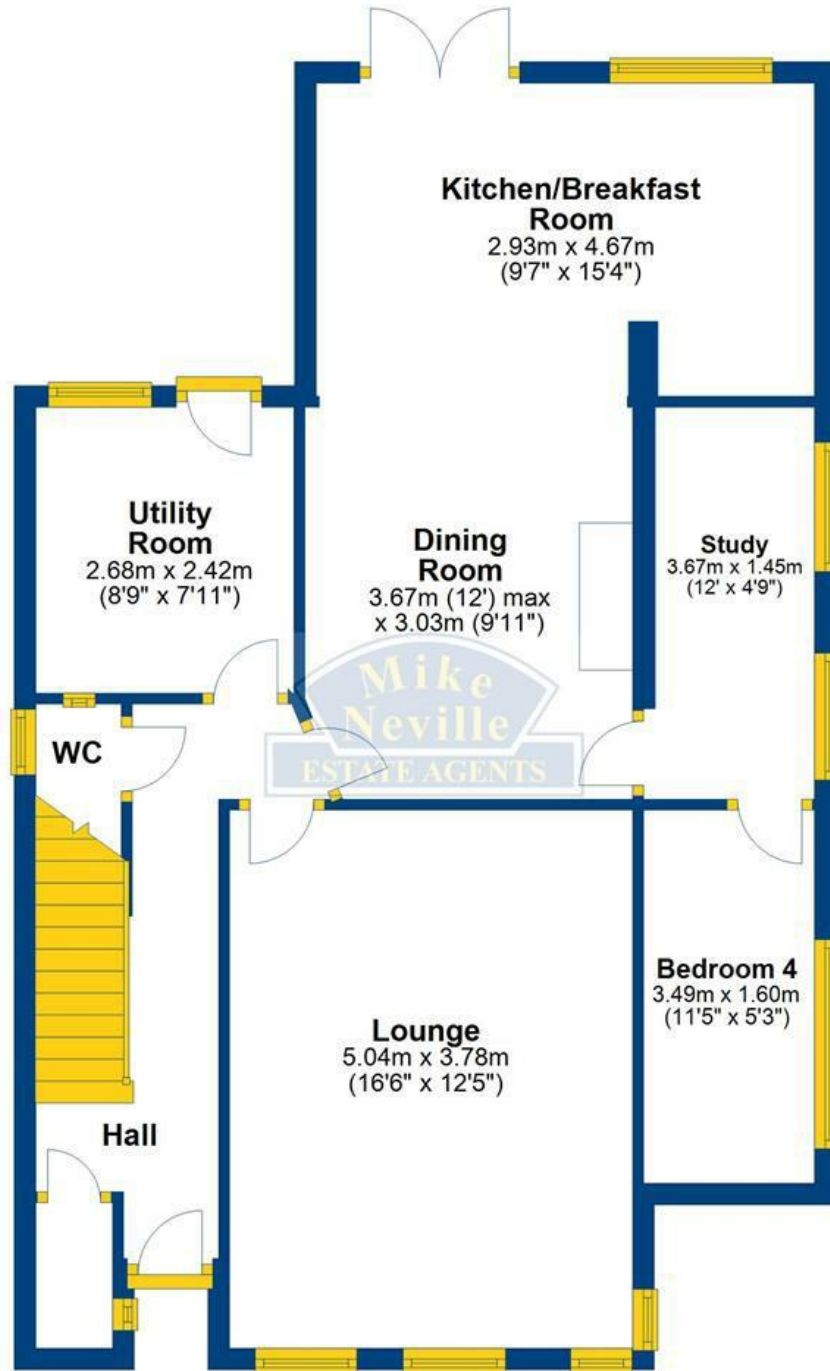 Kitchen/Breakfast
Room
2.93m x 4.67m
(9'7" x 15'4")
Utility
Room
2.68m x 2.42m
(8'9" x 7'11")
Dining
Room
3.67m (12') max
x 3.03m (9'11")
Study
3.67m x 1.45m
(12' x 4'9")
Mike
Neville
ESTATE AGENTS
WC
Bedroom 4
3.49m x 1.60m
(11'5" x 5'3")
Lounge
5.04m x 3.78m
(16'6" x 12'5")
Hall